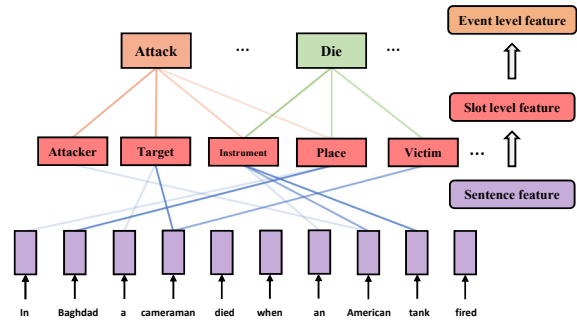 Event level feature
Attack ... Die ...
Slot level feature
Attacker Target Instrument Place Victim ...
Sentence feature
In Baghdad a cameraman died when an American tank fired